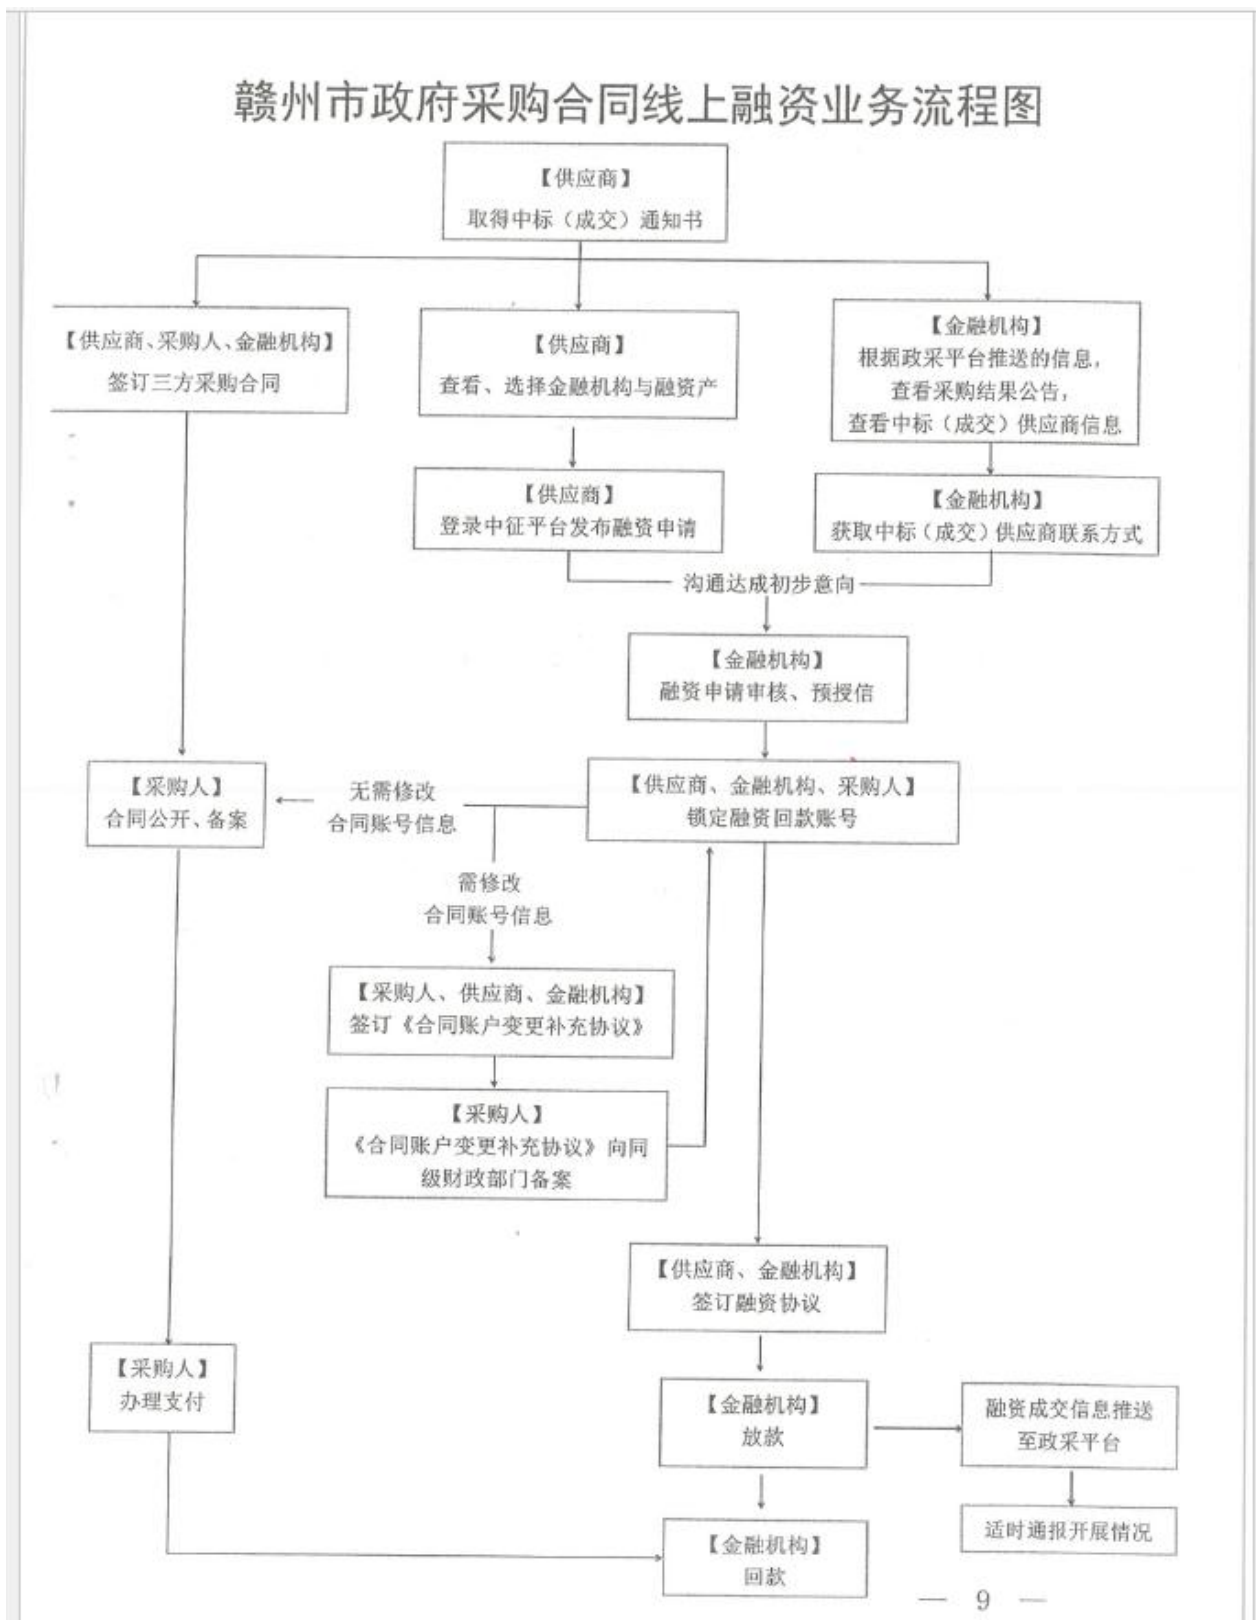 赣州市政府采购合同线上融资业务流程图
【供应商】
取得中标（成交）通知书
【供应商、采购人、金融机构】
签订三方采购合同
【供应商】
查看、选择金融机构与融资产
【金融机构】
根据政采平台推送的信息，
查看采购结果公告，
查看中标（成交）供应商信息
【供应商】
登录中征平台发布融资申请
【金融机构】
获取中标（成交）供应商联系方式
沟通达成初步意向
【金融机构】
融资申请审核、预授信
【采购人】
合同公开、备案
无需修改
合同账号信息
【供应商、金融机构、采购人】
锁定融资回款账号
需修改
合同账号信息
【采购人、供应商、金融机构】
签订《合同账户变更补充协议》
【采购人】
《合同账户变更补充协议》向同
级财政部门备案
【供应商、金融机构】
签订融资协议
【采购人】
办理支付
【金融机构】
放款
融资成交信息推送
至政采平台
适时通报开展情况
【金融机构】
回款
— 9 —